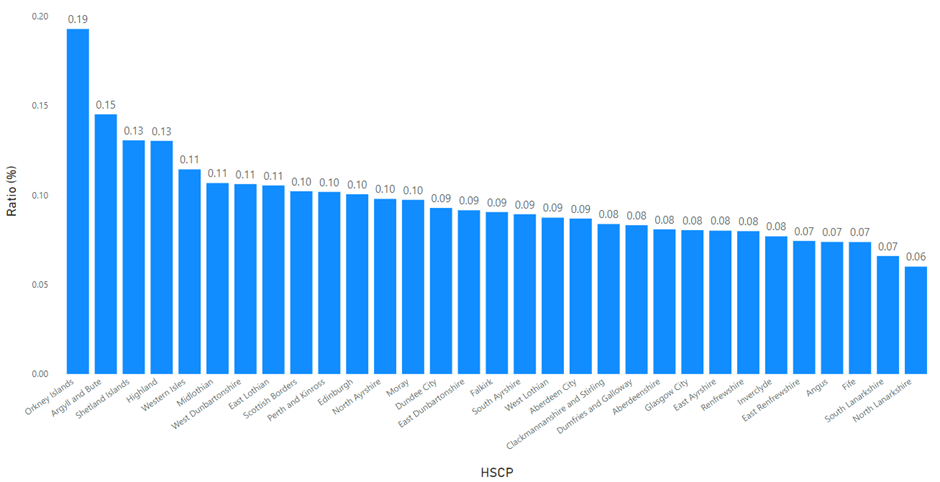 Ratio (%)
0.20
0.15
0.10
0.05
0.00
0.19
0.15
0.13
0.13
0.11
0.11
0.11
0.11
0.10
0.10
0.10
0.10
0.10
0.09
0.09
0.09
0.09
0.09
0.09
0.08
0.08
0.08
0.08
0.08
0.08
0.08
0.07
0.07
0.07
0.07
0.06
Orkney Islands
Argyll and Bute
Shetland Islands
Highland
Western Isles
Midlothian
West Dunbartonshire
East Lothian
Scottish Borders
Perth and Kinross
Edinburgh
North Ayrshire
Moray
Dundee City
East Dunbartonshire
Falkirk
South Ayrshire
West Lothian
Aberdeen City
Clackmannanshire and Stirling
Dumfries and Galloway
Aberdeenshire
Glasgow City
East Ayrshire
Renfrewshire
Inverclyde
East Renfrewshire
Angus
Fife
South Lanarkshire
North Lanarkshire
HSCP